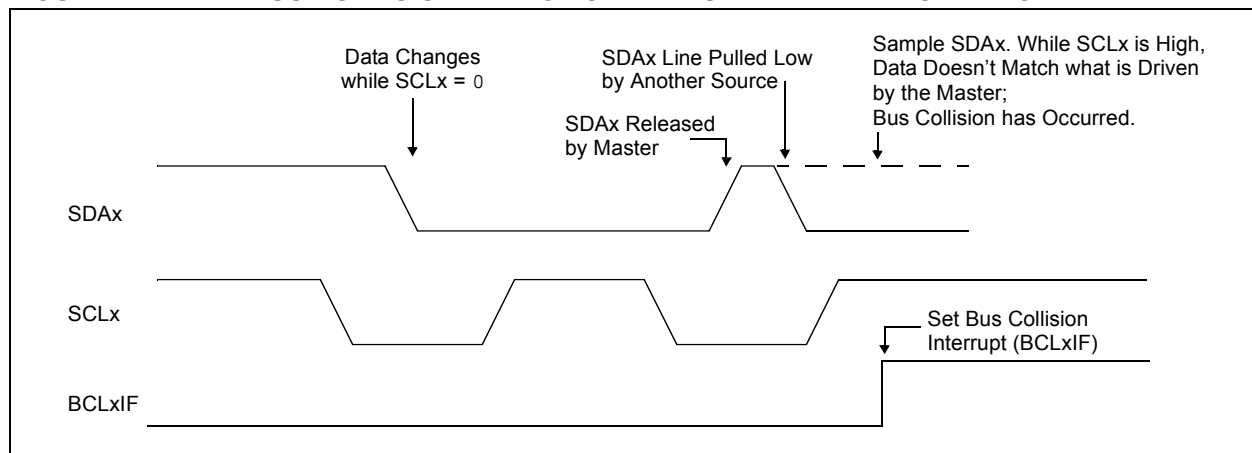 Data Changes
while SCLx = 0
SDAx Line Pulled Low
by Another Source
SDAx Released
by Master
Sample SDAx. While SCLx is High,
Data Doesn't Match what is Driven
by the Master;
Bus Collision has Occurred.
SDAx
SCLx
Set Bus Collision
Interrupt (BCLxIF)
BCLxIF